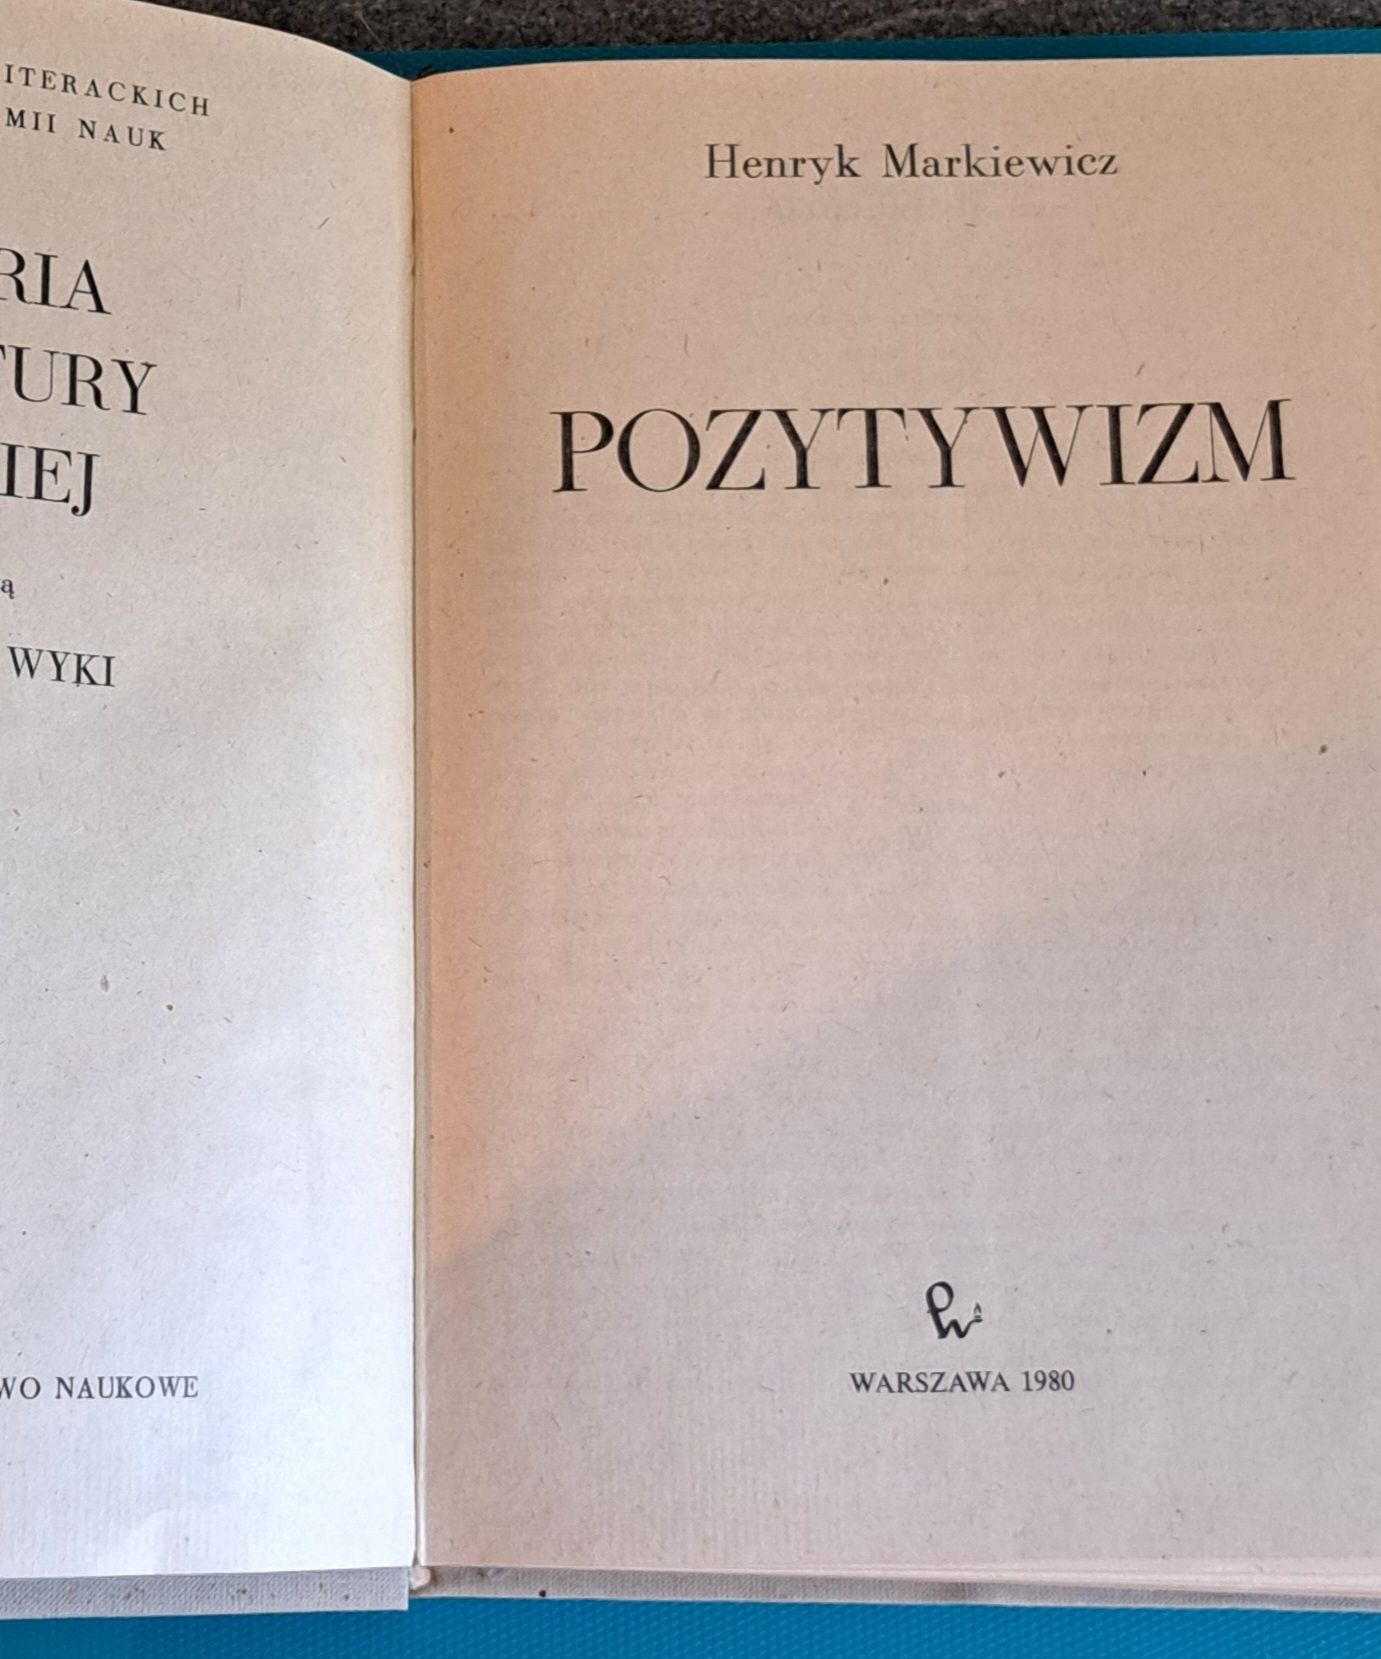 ITERACKICH
MII NAUK
RIA
TURY
IEJ
ą
WYKI
WO NAUKOWE
Henryk Markiewicz
POZYTYWIZM
WARSZAWA 1980